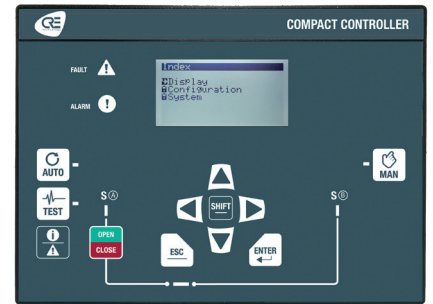 CRE
COMPACT CONTROLLER
FAULT
ALARM
Index
Display
Configuration
System
AUTO
TEST
MAN
S A
S B
OPEN
CLOSE
SHIFT
ESC
ENTER